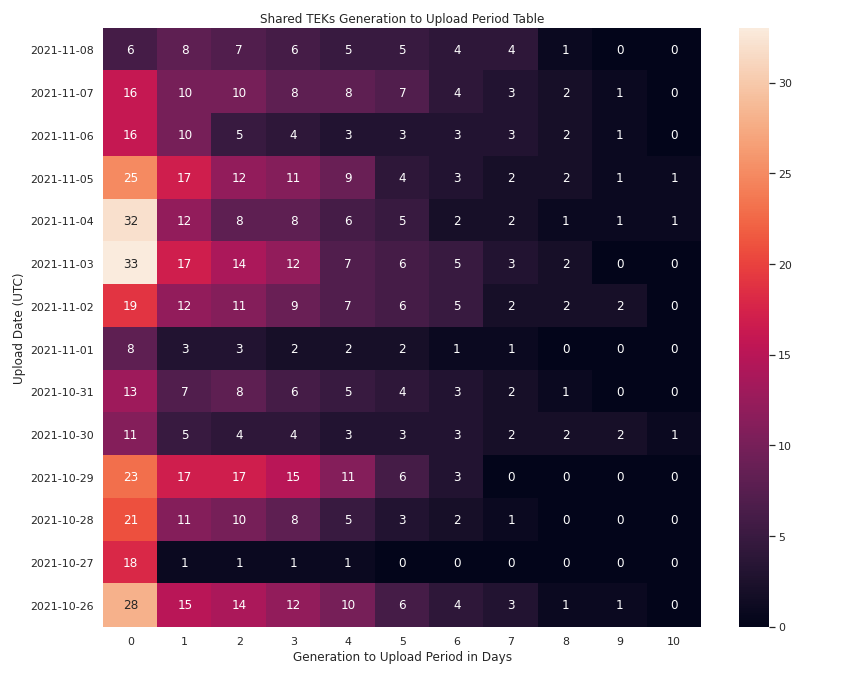 Shared TEKs Generation to Upload Period Table
Upload Date (UTC)
2021-11-08 6 8 7 6 5 5 4 4 1 0 0
2021-11-07 16 10 10 8 8 7 4 3 2 1 0
2021-11-06 16 10 5 4 3 3 3 3 2 1 0
2021-11-05 25 17 12 11 9 4 3 2 2 1 1
2021-11-04 32 12 8 8 6 5 2 2 1 1 1
2021-11-03 33 17 14 12 7 6 5 3 2 0 0
2021-11-02 19 12 11 9 7 6 5 2 2 2 0
2021-11-01 8 3 3 2 2 2 1 1 0 0 0
2021-10-31 13 7 8 6 5 4 3 2 1 0 0
2021-10-30 11 5 4 4 3 3 3 2 2 2 1
2021-10-29 23 17 17 15 11 6 3 0 0 0 0
2021-10-28 21 11 10 8 5 3 2 1 0 0 0
2021-10-27 18 1 1 1 1 0 0 0 0 0 0
2021-10-26 28 15 14 12 10 6 4 3 1 1 0
0 1 2 3 4 5 6 7 8 9 10
Generation to Upload Period in Days
30
25
20
15
10
5
0